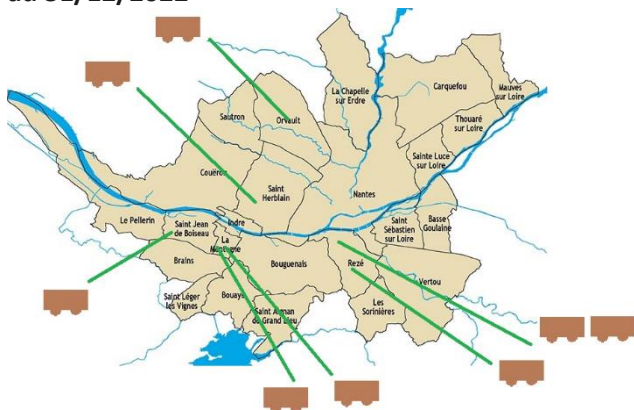 La Chapelle
sur Erdre
Carquefou
Mauves
sur Loire
Sautron
Orvault
Thouaré
sur Loire
Sainte Luce
sur Loire
Couëron
Saint
Herblain
Nantes
Le Pellerin
Saint Jean
de Boiseau
Indre
La
Montagne
Saint
Sébastien
sur Loire
Basse
Goulaine
Brains
Bouguenais
Rezé
Vertou
Saint Léger
les Vignes
Bouaye
Saint Aignan
de Grand Lieu
Les
Sorinières